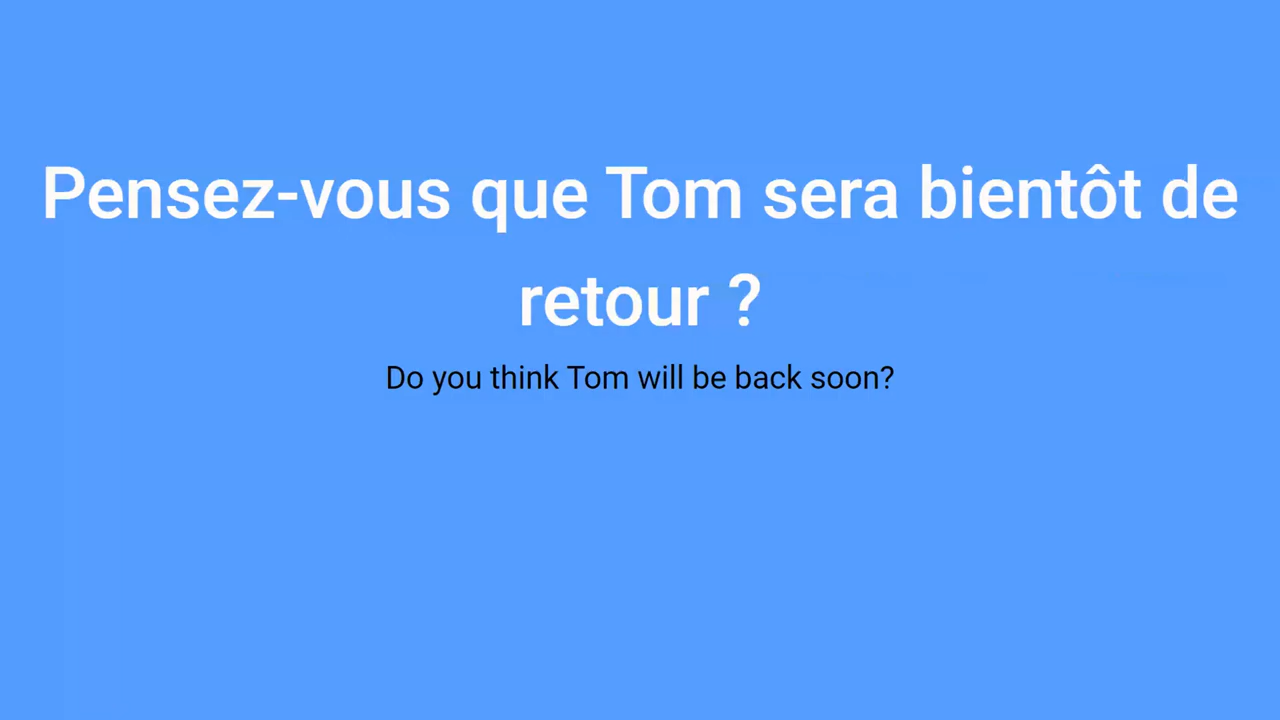 Pensez-vous que Tom sera bientôt de
retour ?
Do you think Tom will be back soon?